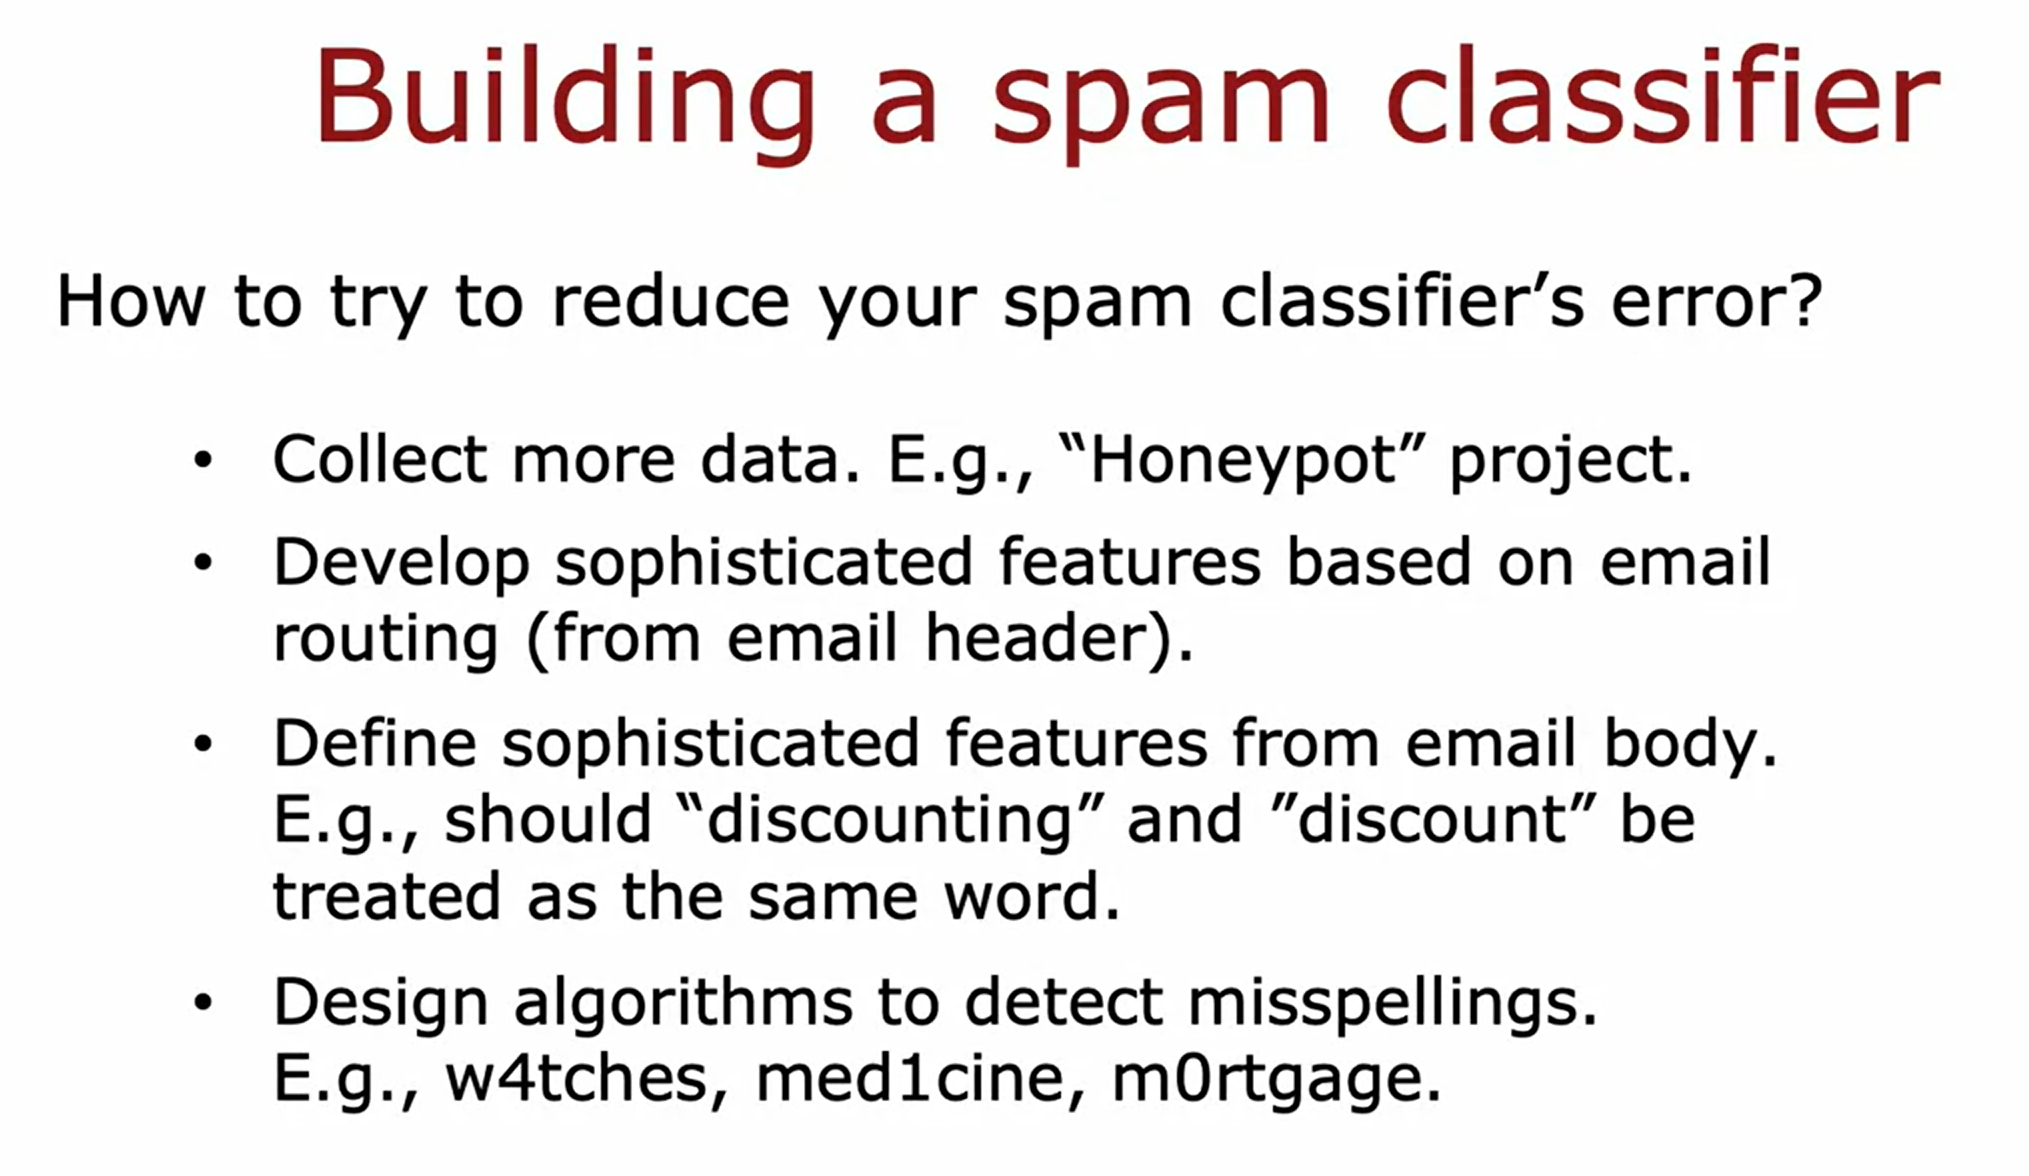 Building a spam classifier
How to try to reduce your spam classifier’s error?
• Collect more data. E.g., “Honeypot” project.
• Develop sophisticated features based on email
routing (from email header).
• Define sophisticated features from email body.
E.g., should “discounting” and ”discount” be
treated as the same word.
• Design algorithms to detect misspellings.
E.g., w4tches, med1cine, m0rtgage.